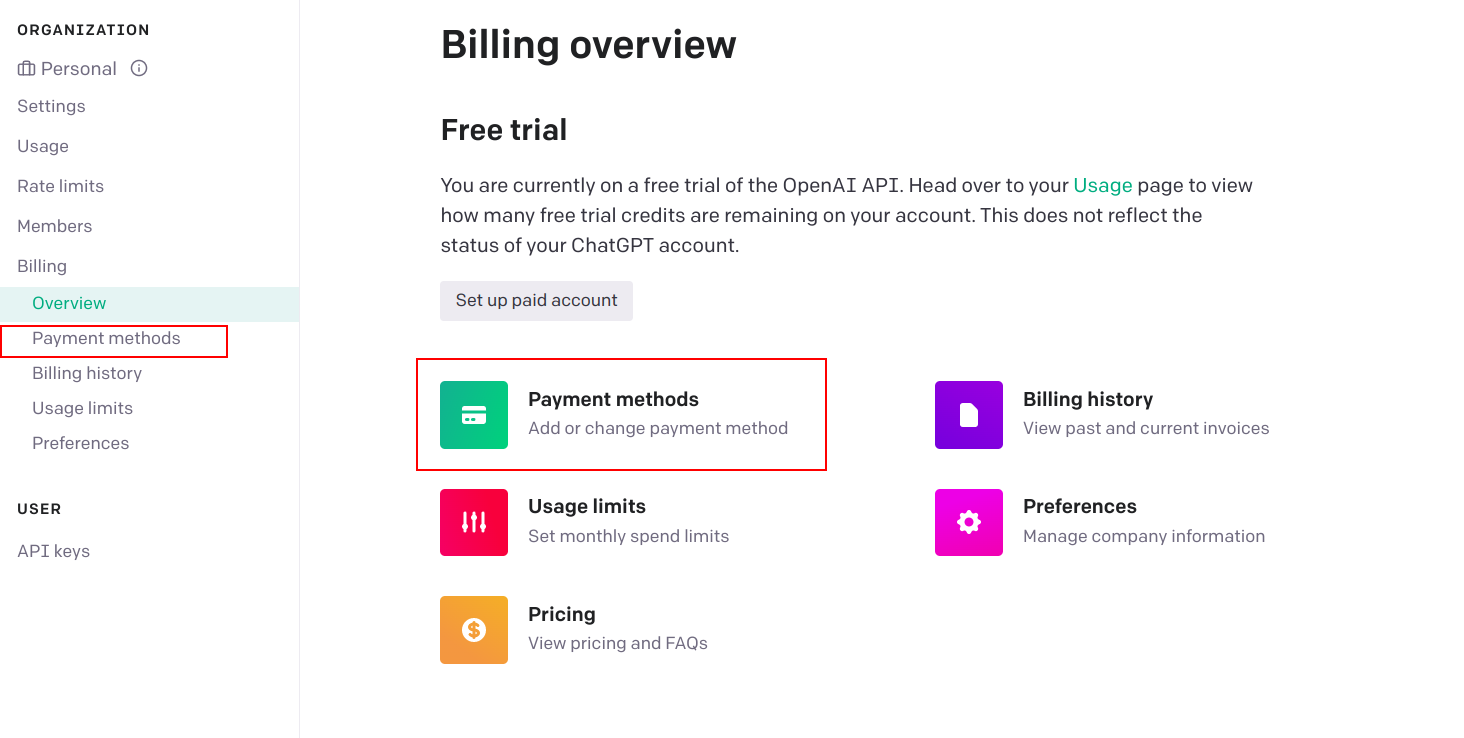 ORGANIZATION
Personal
Settings
Usage
Rate limits
Members
Billing
Overview
Payment methods
Billing history
Usage limits
Preferences
USER
API keys
Billing overview
Free trial
You are currently on a free trial of the OpenAI API. Head over to your Usage page to view
how many free trial credits are remaining on your account. This does not reflect the
status of your ChatGPT account.
Set up paid account
Payment methods
Add or change payment method
Billing history
View past and current invoices
Usage limits
Set monthly spend limits
Preferences
Manage company information
Pricing
View pricing and FAQs